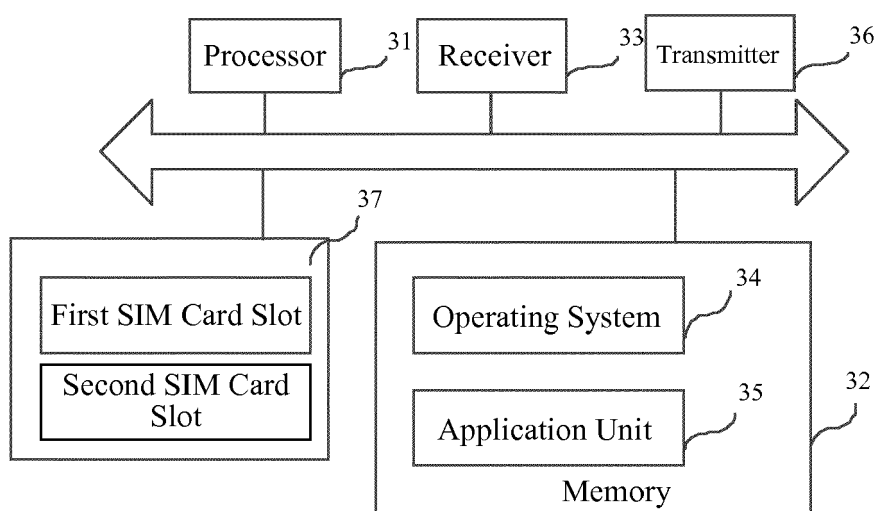 Processor
31
Receiver
33
Transmitter
36
37
First SIM Card Slot
Second SIM Card
Slot
Operating System
34
Application Unit
35
32
Memory